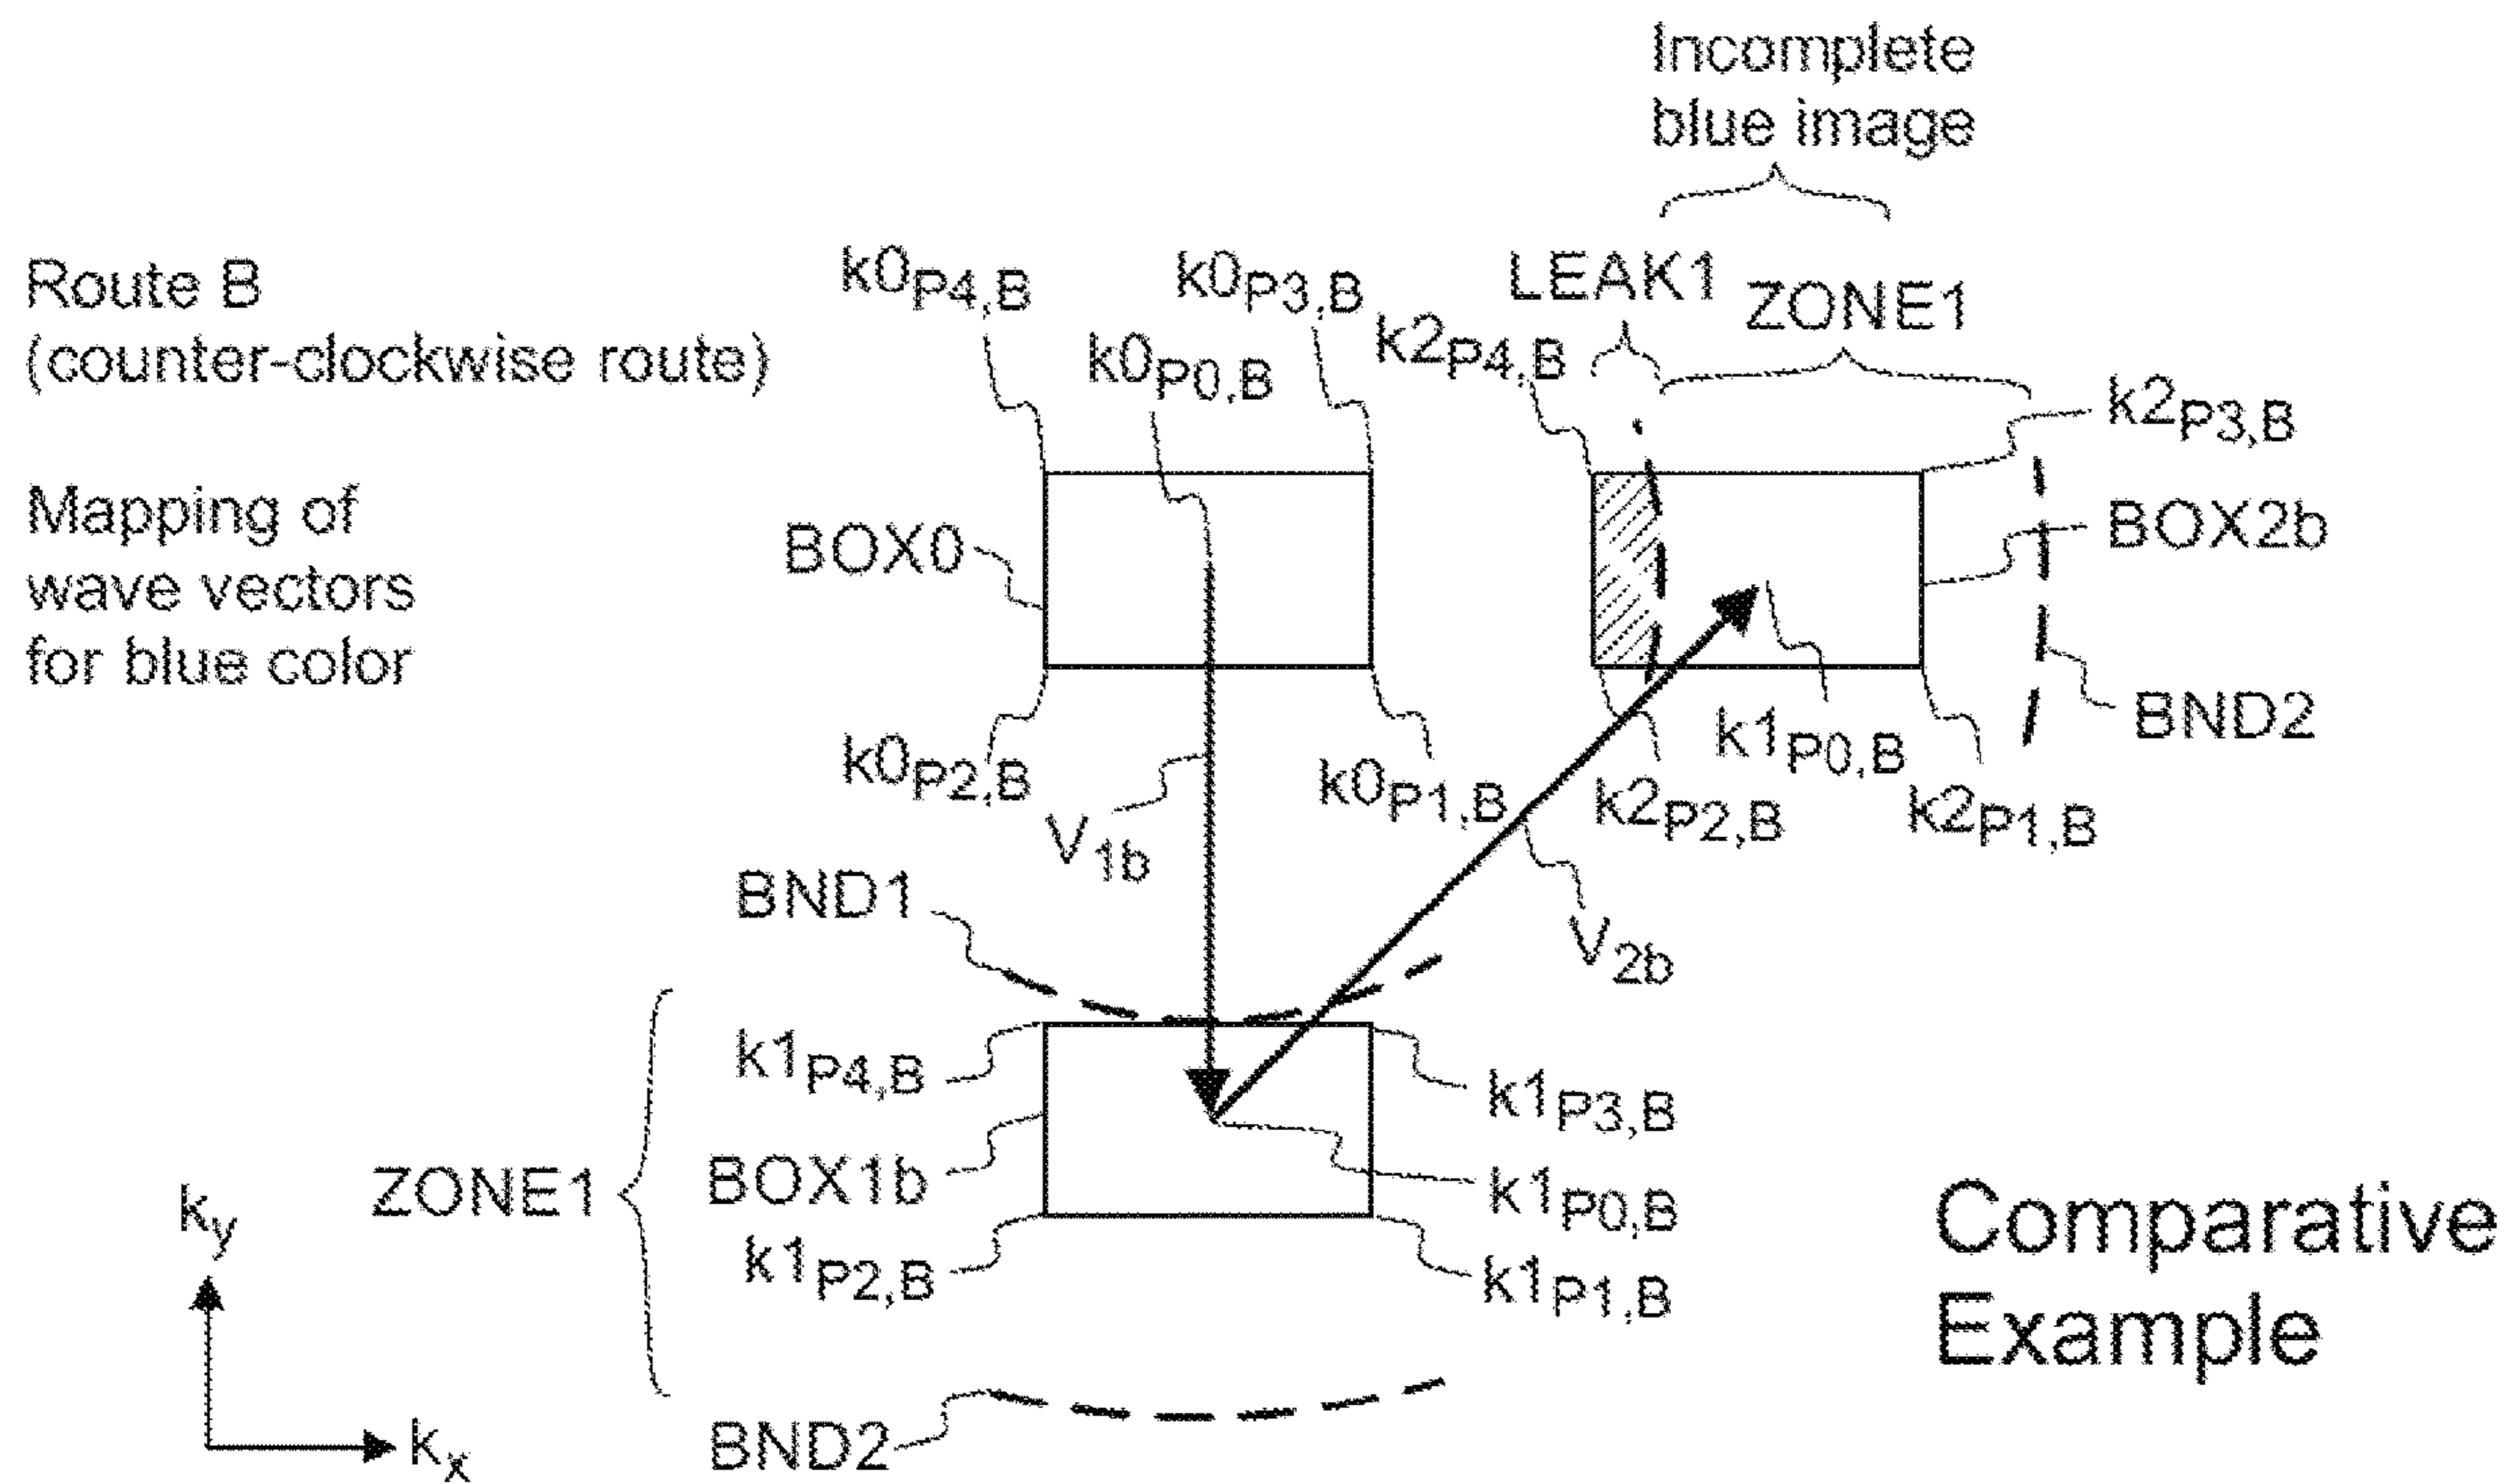 Incomplete
blue image
Route B
(counter-clockwise route)
Mapping of
wave vectors
for blue color
k0P4,B
k0P3,B
k0P0,B
LEAK1
ZONE1
k2P4,B
k2P3,B
BOX0
BOX2b
k0P2,B
k0P1,B
V1b
k1P0,B
k2P2,B
k2P1,B
BND2
BND1
V2b
k1P4,B
k1P3,B
ZONE1
BOX1b
k1P0,B
k1P2,B
k1P1,B
BND2
ky
kx
Comparative
Example